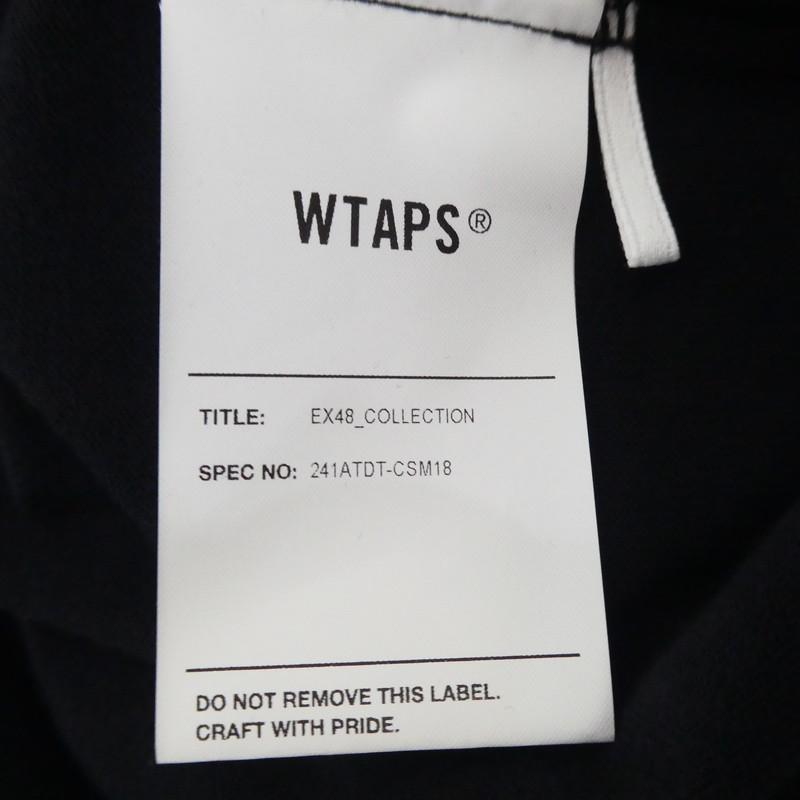 WTAPS®
TITLE: EX48_COLLECTION
SPEC NO: 241ATDT-CSM18
DO NOT REMOVE THIS LABEL.
CRAFT WITH PRIDE.